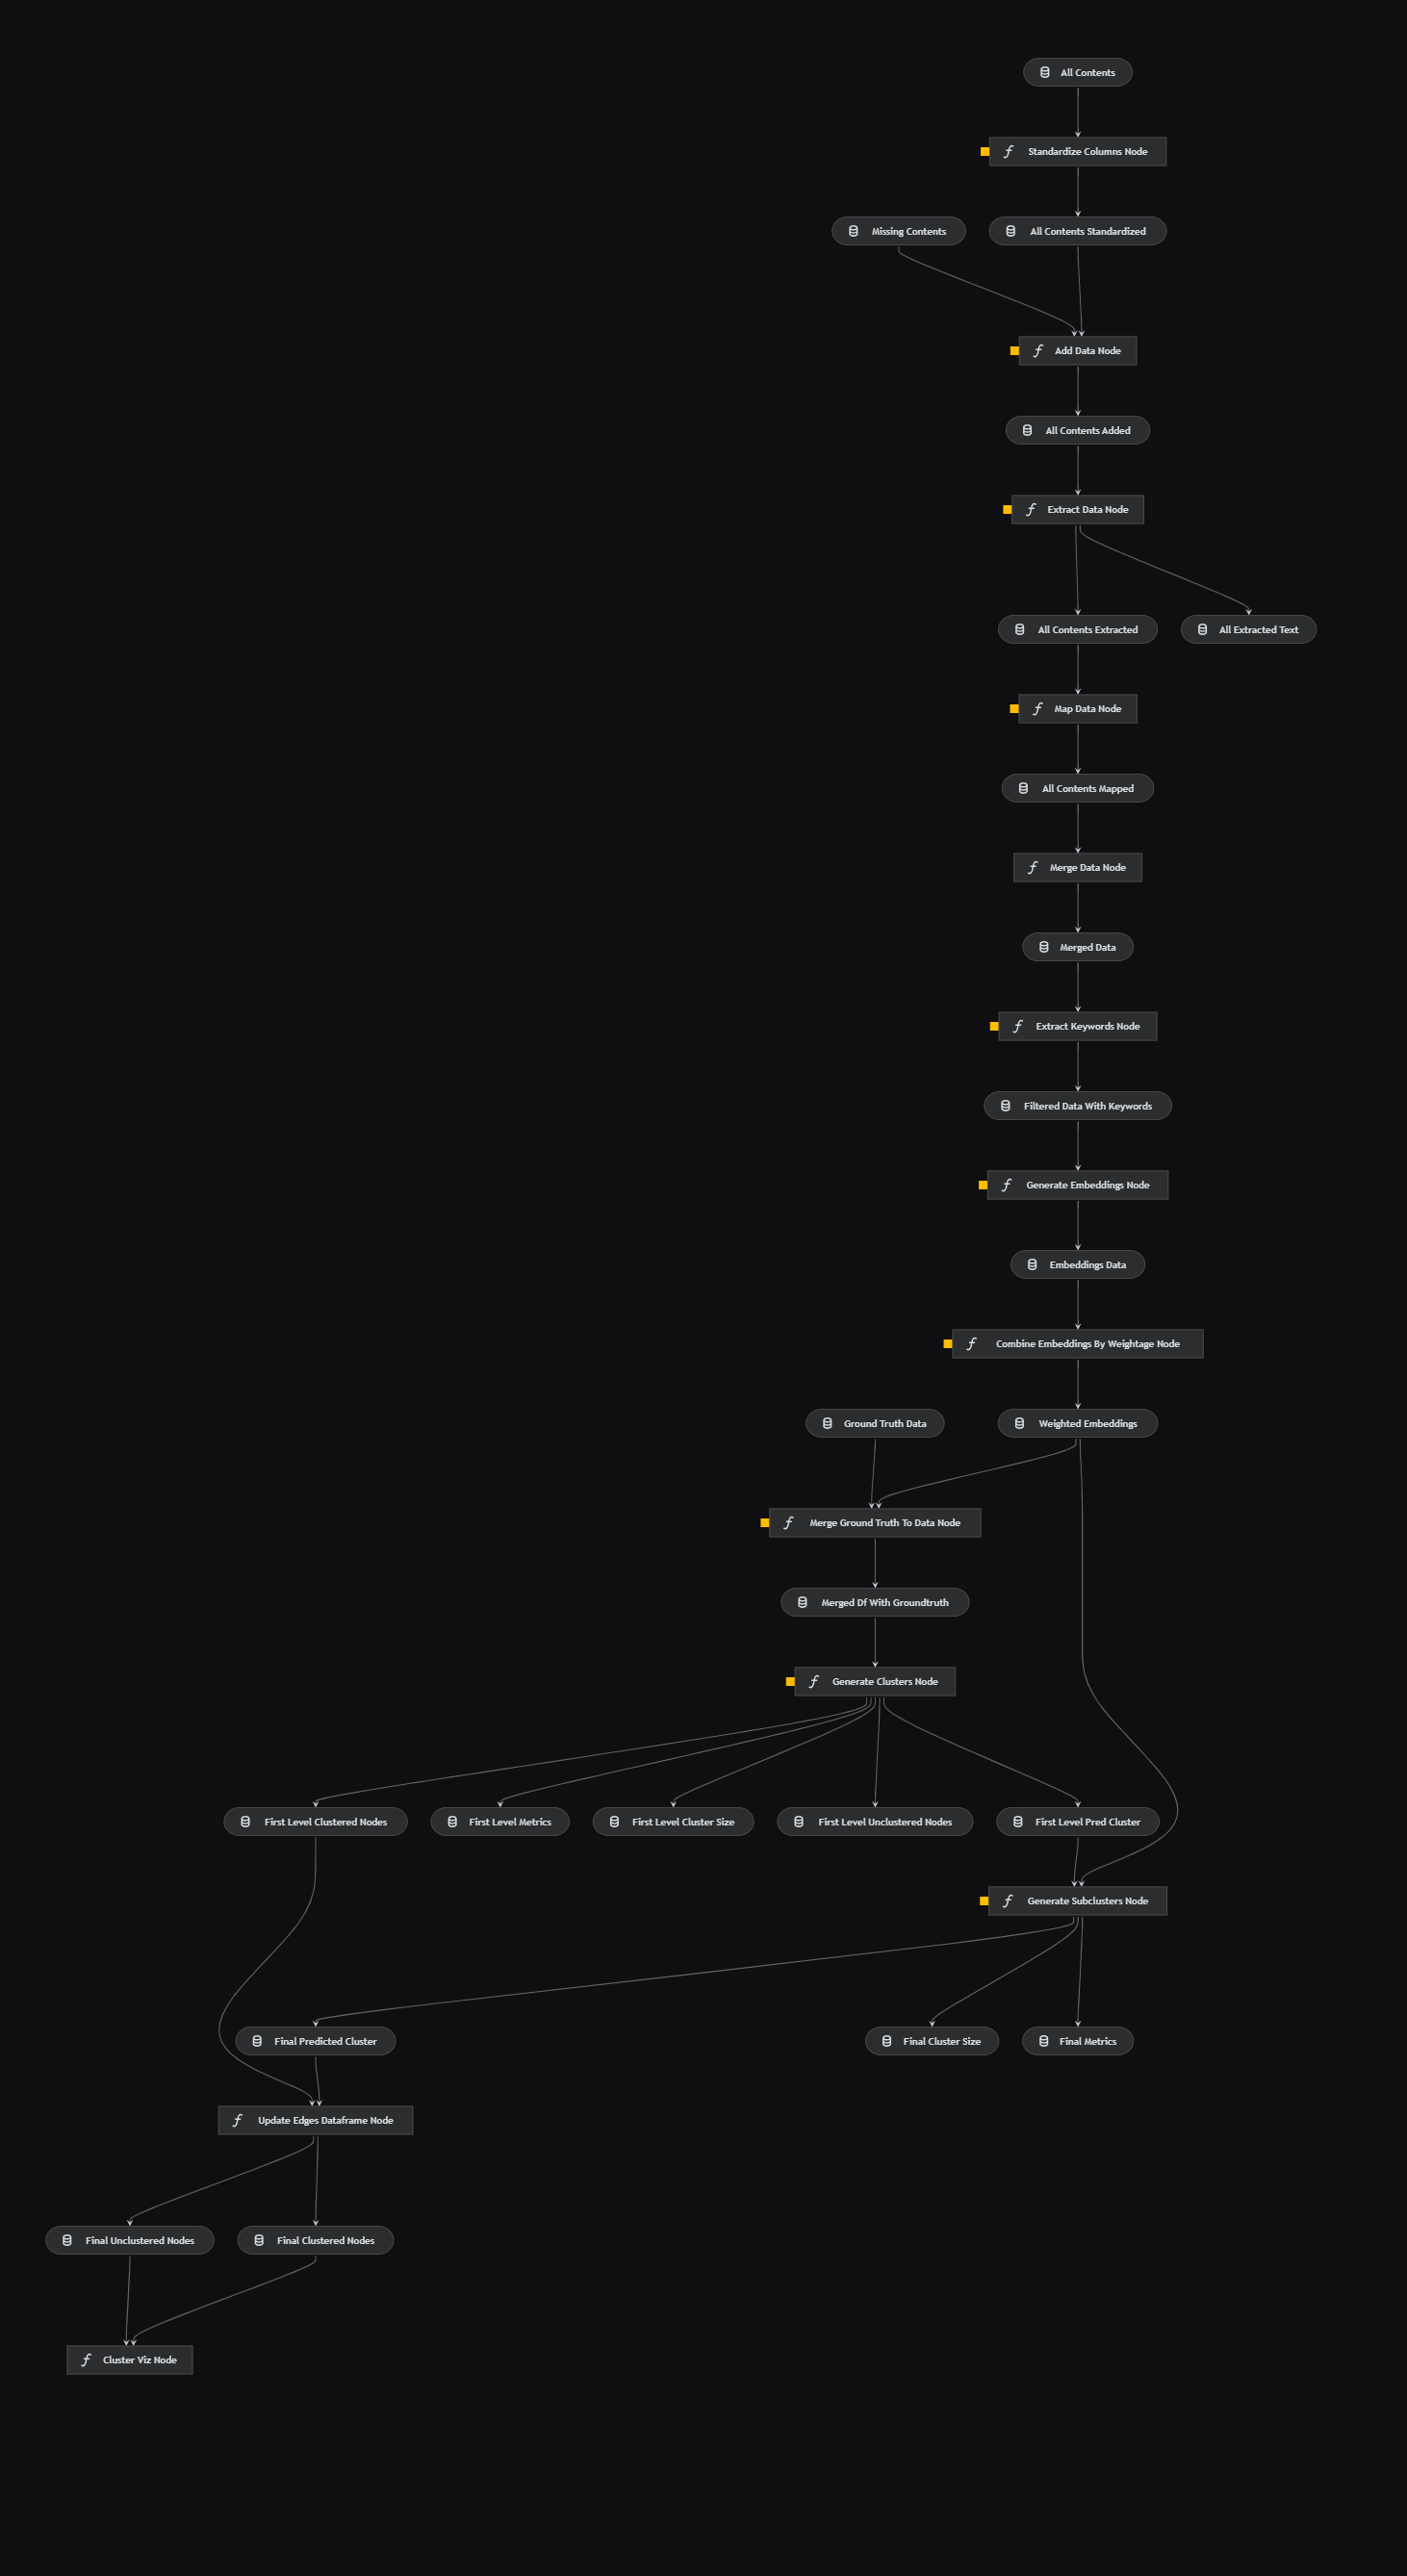 All Contents
Standardize Columns Node
Missing Contents
All Contents Standardized
Add Data Node
All Contents Added
Extract Data Node
All Contents Extracted
All Extracted Text
Map Data Node
All Contents Mapped
Merge Data Node
Merged Data
Extract Keywords Node
Filtered Data With Keywords
Generate Embeddings Node
Embeddings Data
Combine Embeddings By Weightage Node
Ground Truth Data
Weighted Embeddings
Merge Ground Truth To Data Node
Merged Df With Groundtruth
Generate Clusters Node
First Level Clustered Nodes
First Level Metrics
First Level Cluster Size
First Level Unclustered Nodes
First Level Pred Cluster
Generate Subclusters Node
Final Predicted Cluster
Final Cluster Size
Final Metrics
Update Edges Dataframe Node
Final Unclustered Nodes
Final Clustered Nodes
Cluster Viz Node